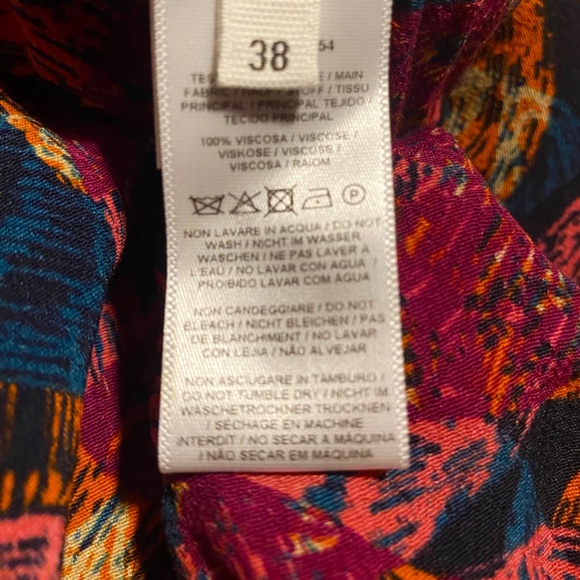 38
54
TES / MAIN
FABRIC / STOFF / TISSU
PRINCIPAL / PRINCIPAL TEJIDO /
TECIDO PRINCIPAL
100% VISCOSA / VISCOSE /
VISKOSE / VISCOSE /
VISCOSA / RAIOM
P
NON LAVARE IN ACQUA / DO NOT
WASH / NICHT IM WASSER
WASCHEN / NE PAS LAVER A
L'EAU / NO LAVAR CON AGUA /
PROIBIDO LAVAR COM AGUA
NON CANDEGGIARE / DO NOT
BLEACH / NICHT BLEICHEN / PAS
DE BLANCHIMENT / NO LAVAR
CON LEJIA / NÃO ALVEJAR
NON ASCIUGARE IN TAMBURO /
DO NOT TUMBLE DRY / NICHT IM
WÄSCHETROCKNER TROCKNEN
/ SÉCHAGE EN MACHINE
INTERDIT / NO SECAR A MÁQUINA
/ NÃO SECAR EM MÁQUINA